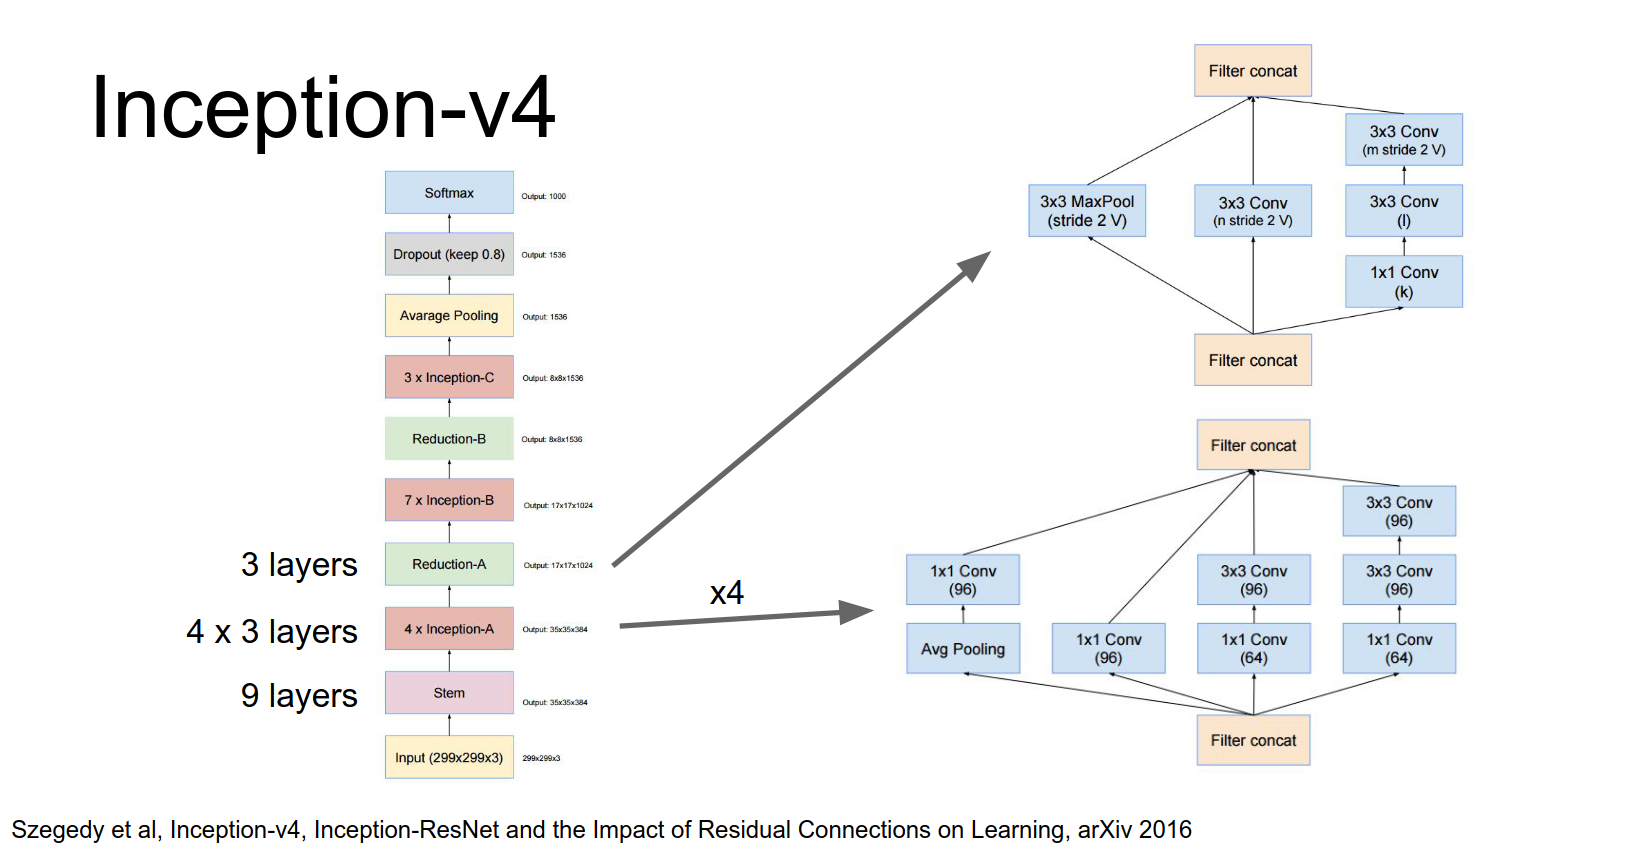 Inception-v4
Softmax
Output: 1000
Dropout (keep 0.8)
Output: 1536
Avarage Pooling
Output: 1536
3 x Inception-C
Output: 8x8x1536
Reduction-B
Output: 8x8x1536
7 x Inception-B
Output: 17x17x1024
3 layers
Reduction-A
Output: 17x17x1024
4 x 3 layers
4 x Inception-A
Output: 35x35x384
9 layers
Stem
Output: 35x35x384
Input (299x299x3)
299x299x3
x4
Filter concat
3x3 Conv
(m stride 2 V)
3x3 MaxPool
(stride 2 V)
3x3 Conv
(n stride 2 V)
3x3 Conv
(l)
1x1 Conv
(k)
Filter concat
Filter concat
3x3 Conv
(96)
1x1 Conv
(96)
3x3 Conv
(96)
3x3 Conv
(96)
Avg Pooling
1x1 Conv
(96)
1x1 Conv
(64)
1x1 Conv
(64)
Filter concat
Szegedy et al, Inception-v4, Inception-ResNet and the Impact of Residual Connections on Learning, arXiv 2016